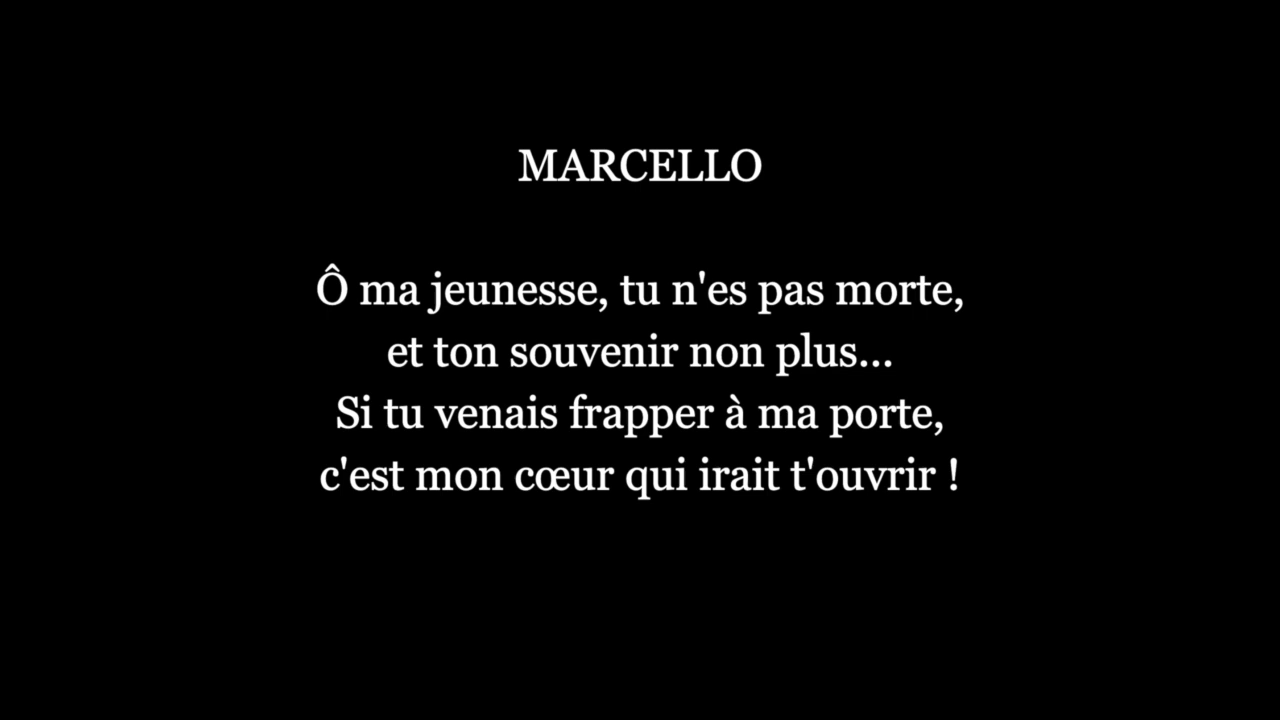 MARCELLO
Ô ma jeunesse, tu n'es pas morte,
et ton souvenir non plus...
Si tu venais frapper à ma porte,
c'est mon cœur qui irait t'ouvrir !